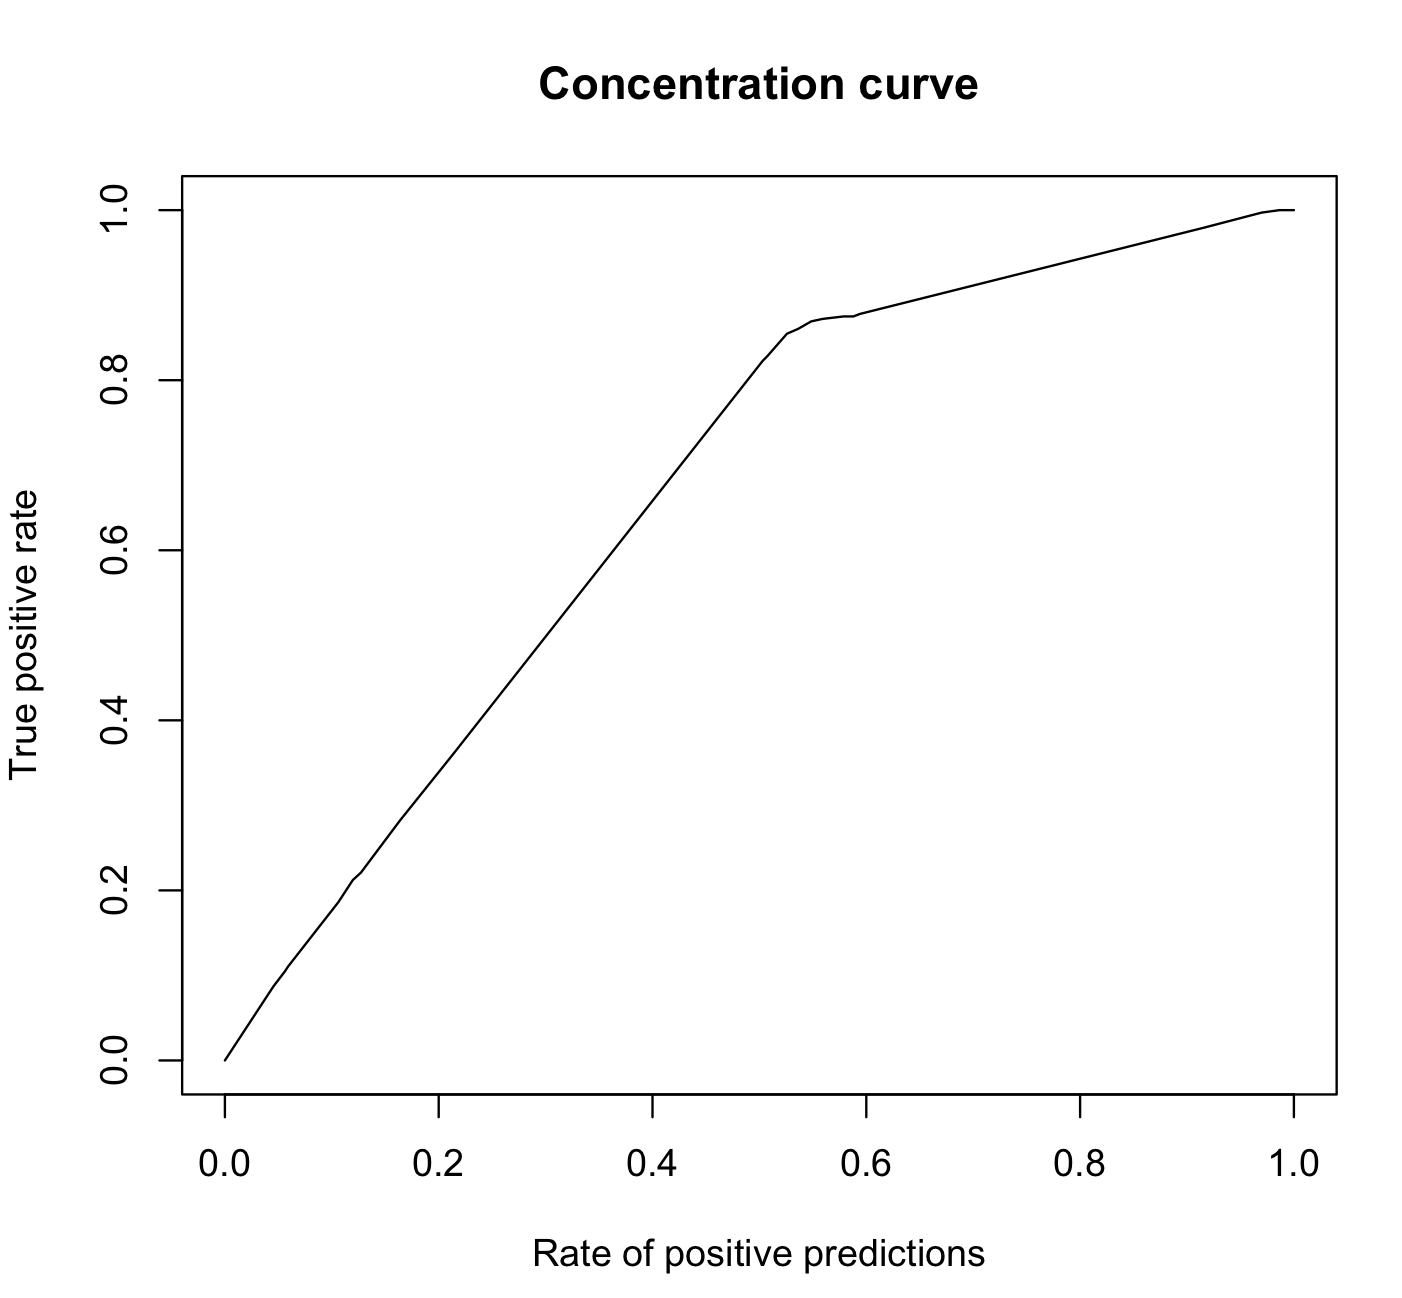 Concentration curve
True positive rate
1.0
0.8
0.6
0.4
0.2
0.0
0.0 0.2 0.4 0.6 0.8 1.0
Rate of positive predictions